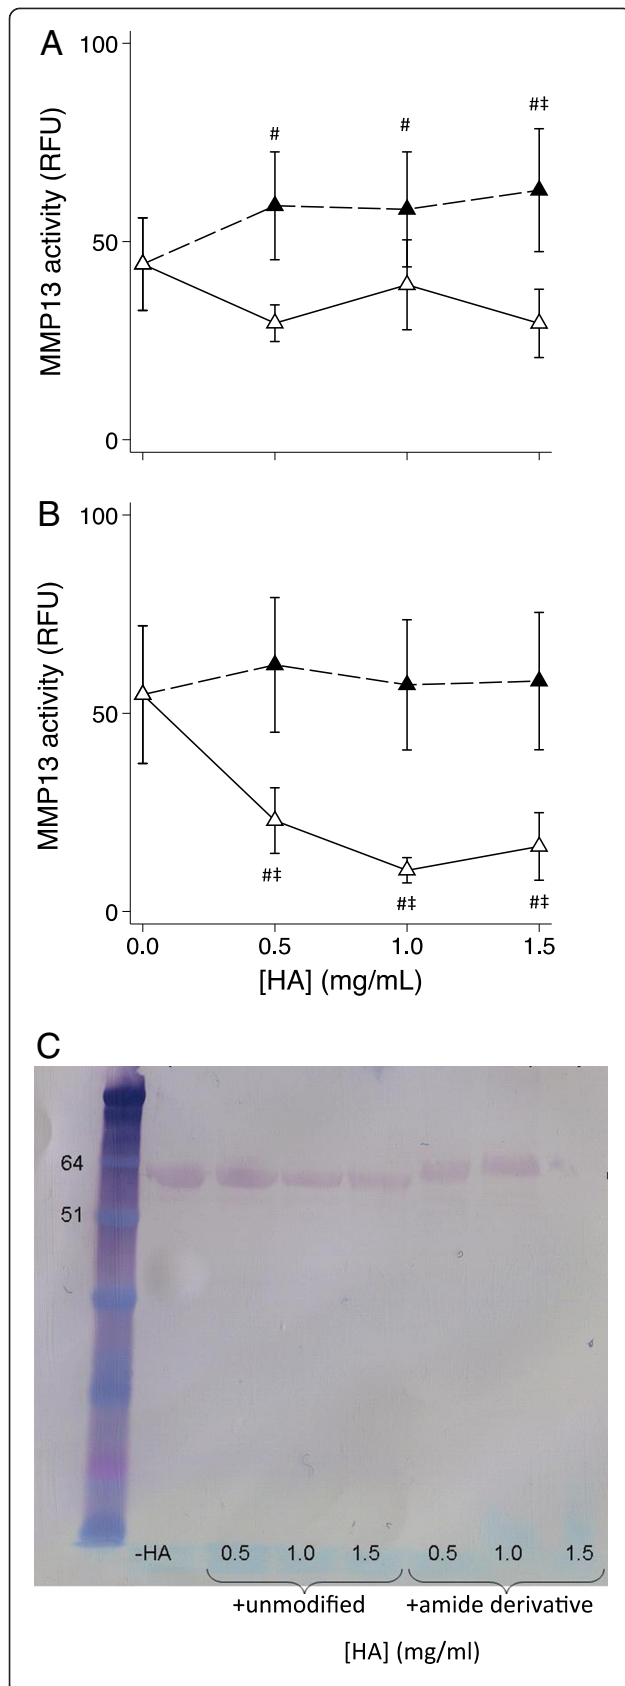 A
100
50
0
MMP13 activity (RFU)
#
#
#‡
B
100
50
0
MMP13 activity (RFU)
#‡
#‡
#‡
0.0 0.5 1.0 1.5
[HA] (mg/mL)
C
64
51
-HA 0.5 1.0 1.5 0.5 1.0 1.5
+unmodified +amide derivative
[HA] (mg/ml)